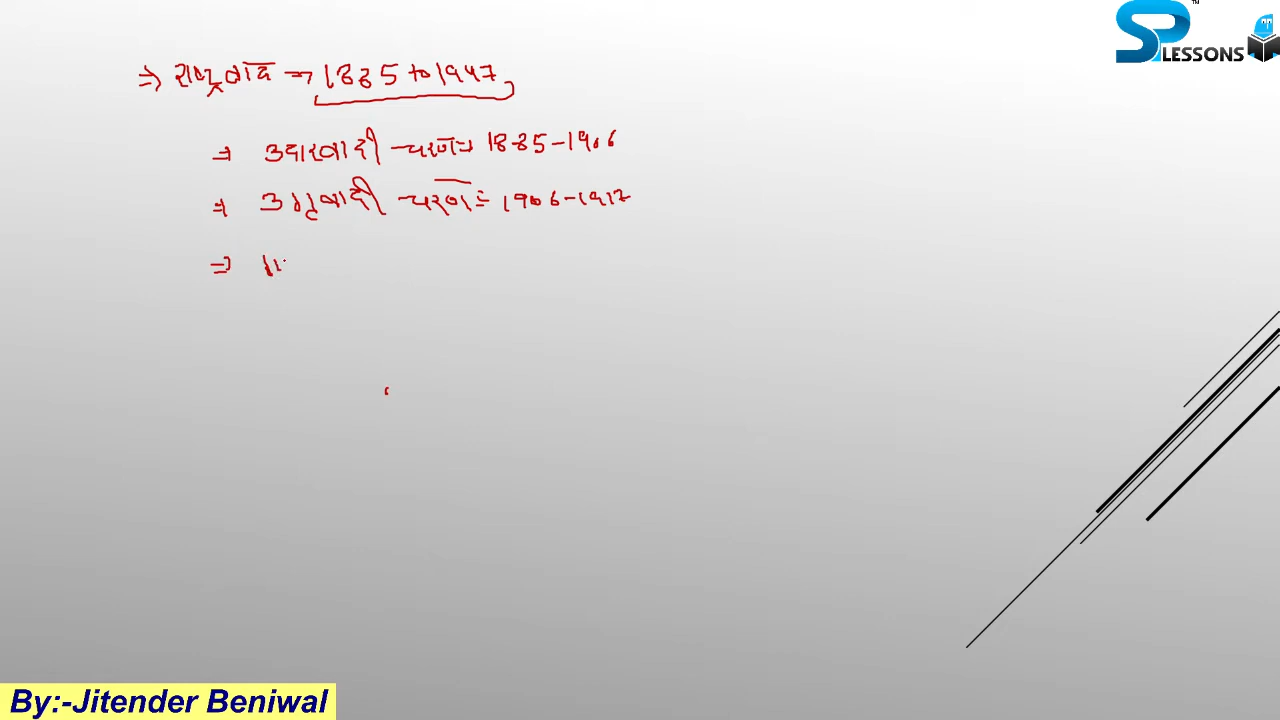 SP LESSONS ™
⇒ राष्ट्रवाद → 1885 to 1947
⇒ उदारवादी चरण ⇒ 1885-1906
⇒ उग्रवादी चरण ÷ 1906-1917
⇒
By:-Jitender Beniwal